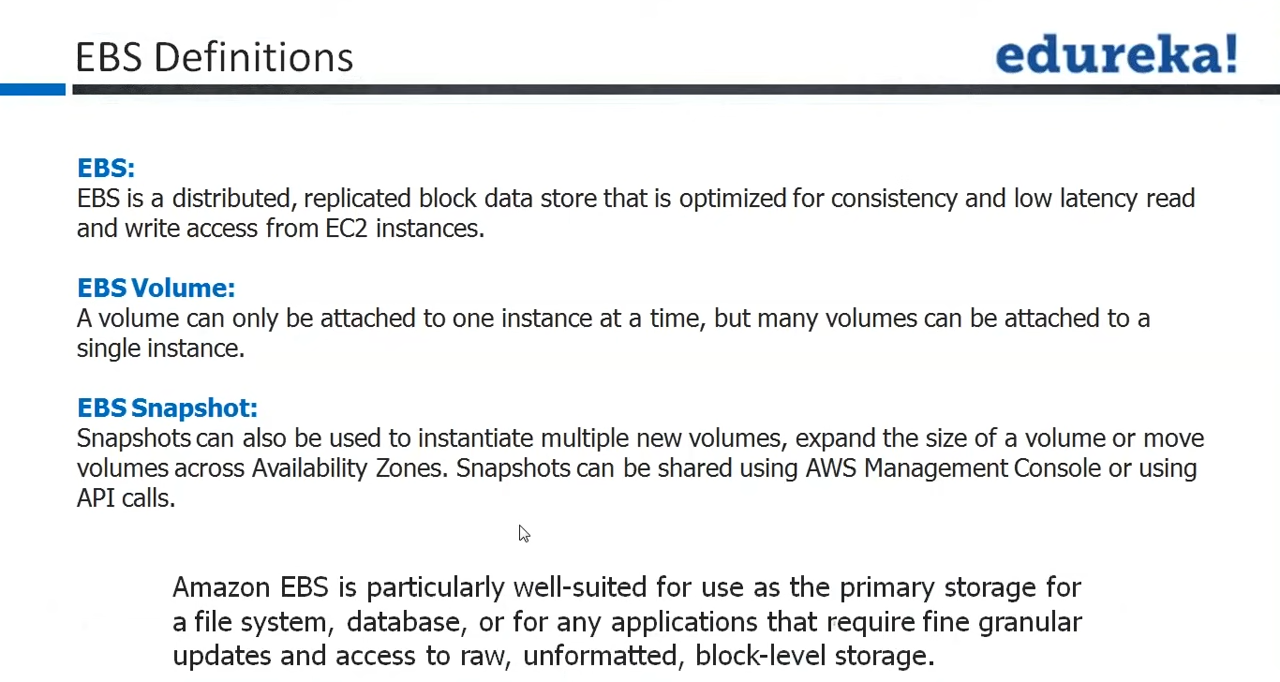 EBS Definitions
edureka!
EBS:
EBS is a distributed, replicated block data store that is optimized for consistency and low latency read
and write access from EC2 instances.
EBS Volume:
A volume can only be attached to one instance at a time, but many volumes can be attached to a
single instance.
EBS Snapshot:
Snapshots can also be used to instantiate multiple new volumes, expand the size of a volume or move
volumes across Availability Zones. Snapshots can be shared using AWS Management Console or using
API calls.
Amazon EBS is particularly well-suited for use as the primary storage for
a file system, database, or for any applications that require fine granular
updates and access to raw, unformatted, block-level storage.